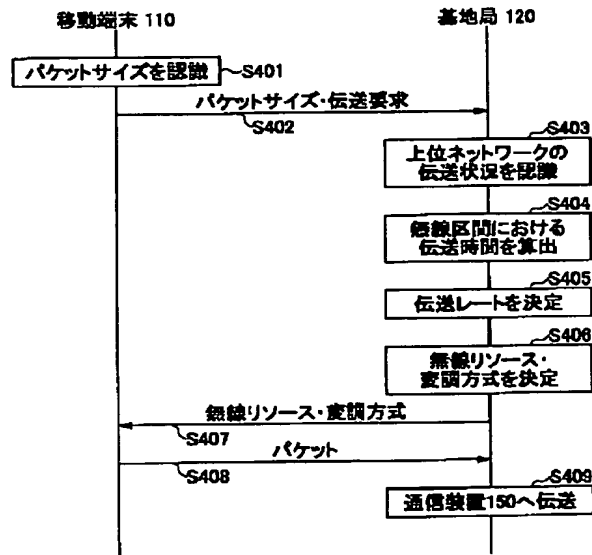 移動端末 110
基地局 120
パケットサイズを認識
S401
パケットサイズ・伝送要求
S402
S403
上位ネットワークの
伝送状況を認識
S404
無線区間における
伝送時間を算出
S405
伝送レートを決定
S406
無線リソース・
変調方式を決定
無線リソース・変調方式
S407
パケット
S408
S409
通信装置150へ伝送